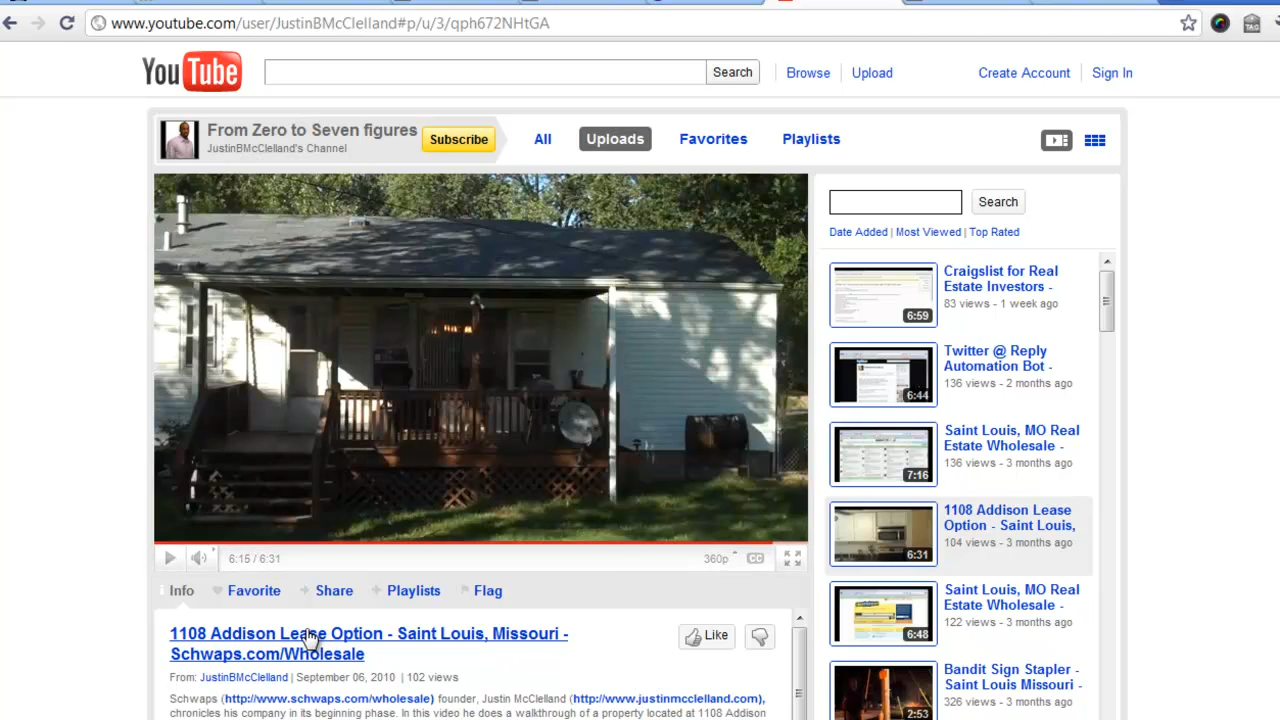 www.youtube.com/user/JustinBMcClelland#p/u/3/qph672NHtGA
TAG
YouTube
Search
Browse
Upload
Create Account
Sign In
From Zero to Seven figures
JustinBMcClelland's Channel
Subscribe
All
Uploads
Favorites
Playlists
Search
Date Added | Most Viewed | Top Rated
Craigslist for Real
Estate Investors -
83 views - 1 week ago
6:59
Twitter @ Reply
Automation Bot -
136 views - 2 months ago
6:44
Saint Louis, MO Real
Estate Wholesale -
136 views - 3 months ago
7:16
1108 Addison Lease
Option - Saint Louis,
104 views - 3 months ago
6:31
Saint Louis, MO Real
Estate Wholesale -
122 views - 3 months ago
6:48
Bandit Sign Stapler -
Saint Louis Missouri -
326 views - 3 months ago
2:53
6:15 / 6:31
360p
CC
Info
Favorite
Share
Playlists
Flag
1108 Addison Lease Option - Saint Louis, Missouri -
Schwaps.com/Wholesale
Like
From: JustinBMcClelland | September 06, 2010 | 102 views
Schwaps (http://www.schwaps.com/wholesale) founder, Justin McClelland (http://www.justinmcclelland.com),
chronicles his company in its beginning phase. In this video he does a walkthrough of a property located at 1108 Addison